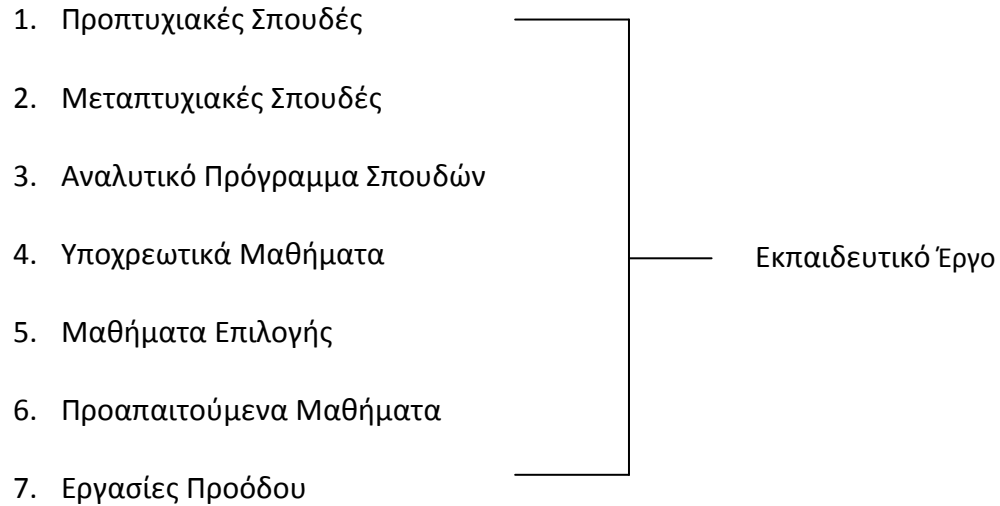 1. Προπτυχιακές Σπουδές
2. Μεταπτυχιακές Σπουδές
3. Αναλυτικό Πρόγραμμα Σπουδών
4. Υποχρεωτικά Μαθήματα
Εκπαιδευτικό Έργο
5. Μαθήματα Επιλογής
6. Προαπαιτούμενα Μαθήματα
7. Εργασίες Προόδου